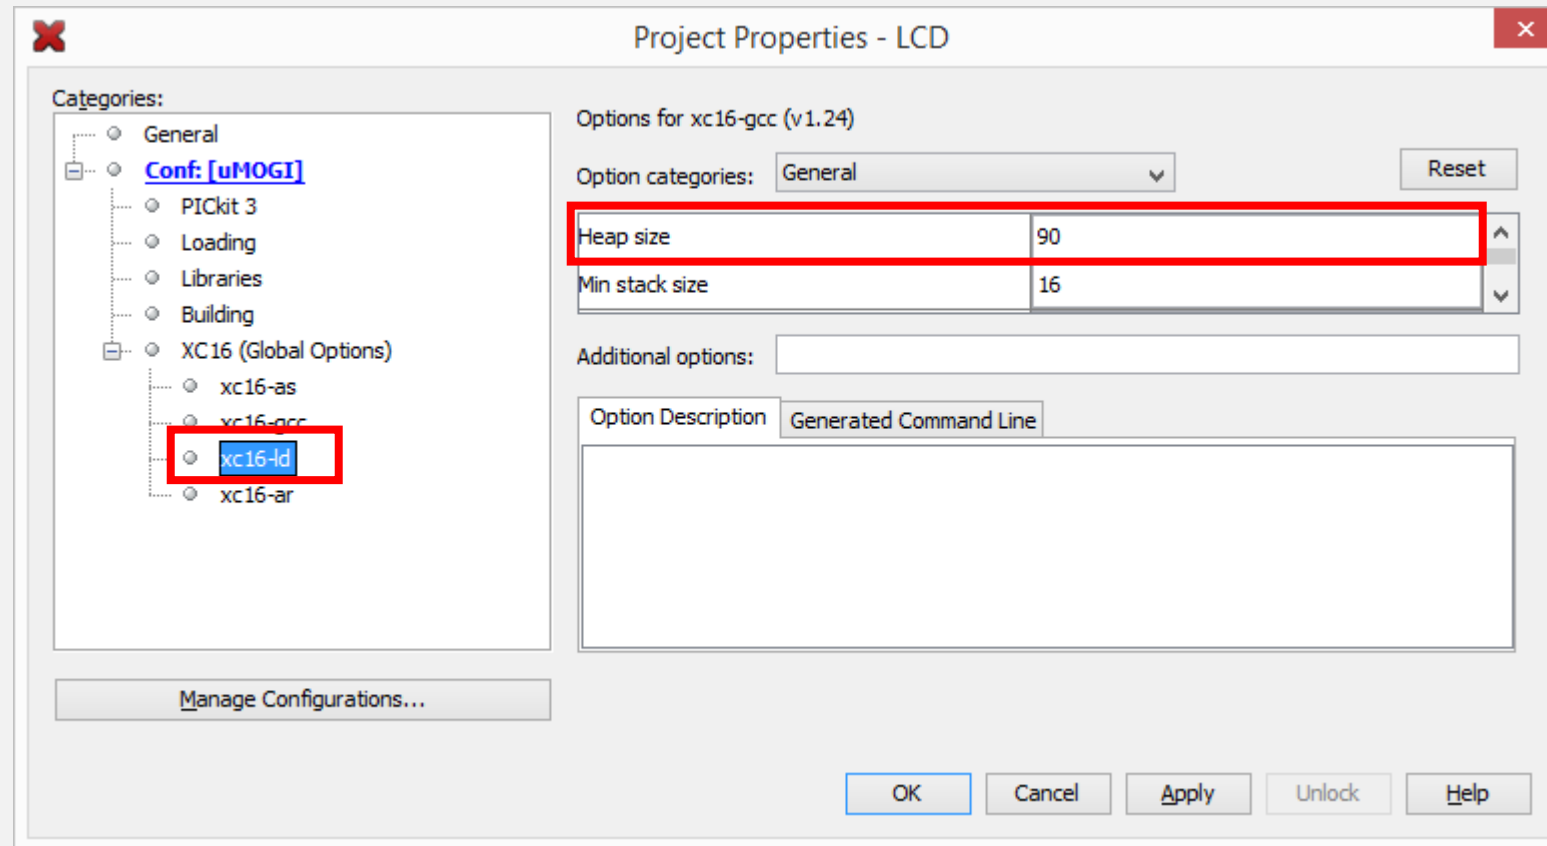 Project Properties - LCD
Categories:
General
Conf: [uMOGI]
PICkit 3
Loading
Libraries
Building
XC16 (Global Options)
xc16-as
xc16-gcc
xc16-ld
xc16-ar
Manage Configurations...
Options for xc16-gcc (v1.24)
Option categories: General Reset
Heap size 90
Min stack size 16
Additional options:
Option Description Generated Command Line
OK Cancel Apply Unlock Help